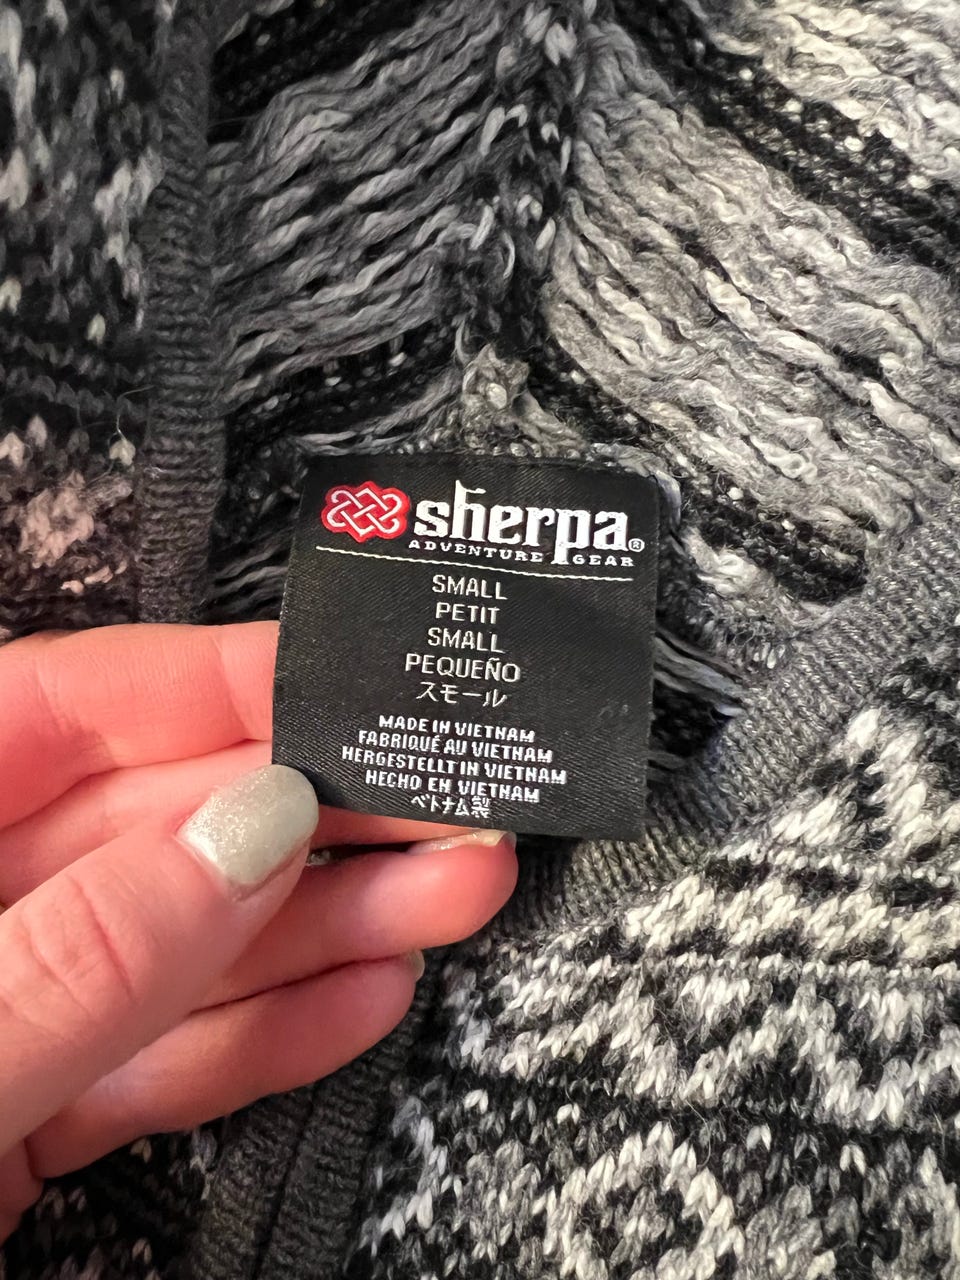 sherpa®
ADVENTURE GEAR
SMALL
PETIT
SMALL
PEQUEÑO
スモール
MADE IN VIETNAM
FABRIQUÉ AU VIETNAM
HERGESTELLT IN VIETNAM
HECHO EN VIETNAM
ベトナム製